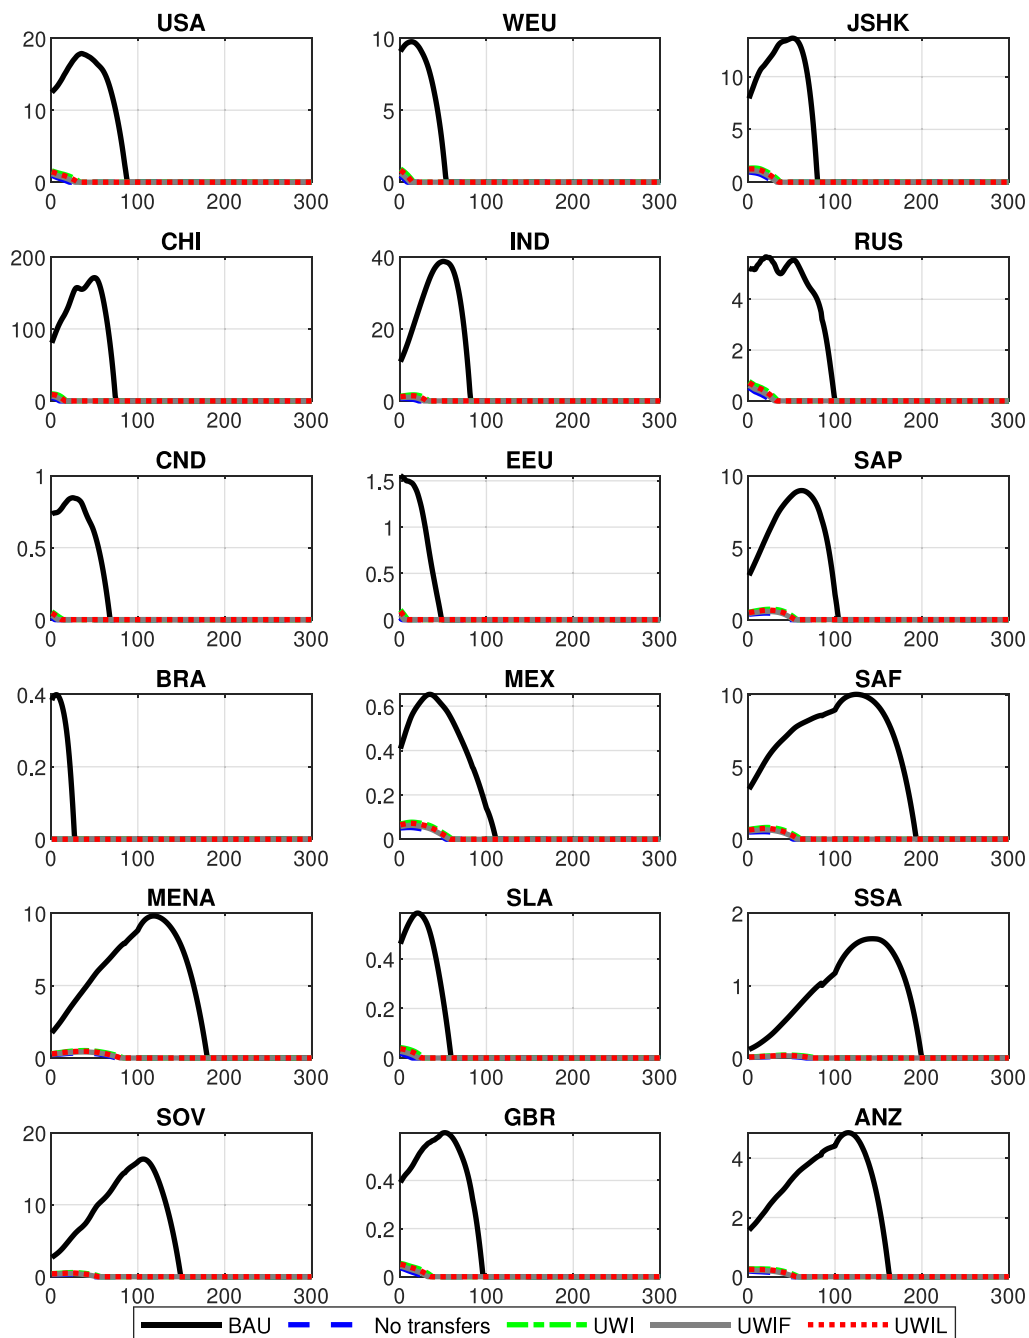 USA WEU JSHK
20 10 10
10 5 5
0 0 0
0 100 200 300 0 100 200 300 0 100 200 300
CHI IND RUS
200 40 4
100 20 2
0 0 0
0 100 200 300 0 100 200 300 0 100 200 300
CND EEU SAP
1 1.5 10
1
0.5 0.5 5
0 0 0
0 100 200 300 0 100 200 300 0 100 200 300
BRA MEX SAF
0.4 0.6 10
0.4
0.2 0.2 5
0 0 0
0 100 200 300 0 100 200 300 0 100 200 300
MENA SLA SSA
10 0.4 2
5 0.2 1
0 0 0
0 100 200 300 0 100 200 300 0 100 200 300
SOV GBR ANZ
20 0.4 4
10 0.2 2
0 0 0
0 100 200 300 0 100 200 300 0 100 200 300
BAU No transfers UWI UWIF UWIL